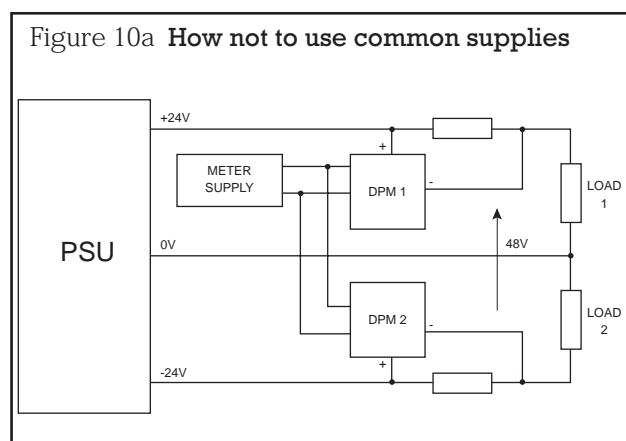 Figure 10a How not to use common supplies
+24V
+
METER
SUPPLY
DPM 1
-
LOAD
1
PSU
0V
48V
DPM 2
-
LOAD
2
+
-24V